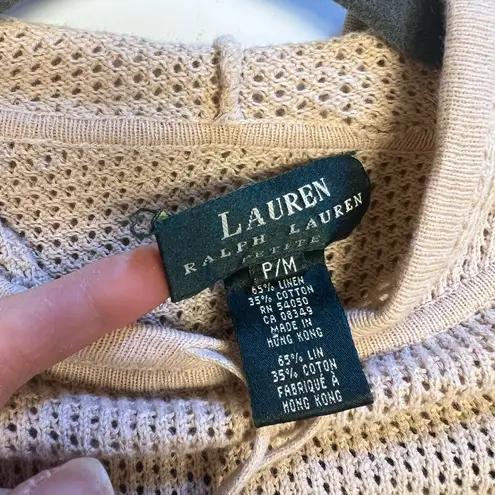 LAUREN
RALPH LAUREN
PETITE
P/M
65% LINEN
35% COTTON
RN 54050
CA 08349
MADE IN
HONG KONG
65% LIN
35% COTON
FABRIQUÉ À
HONG KONG